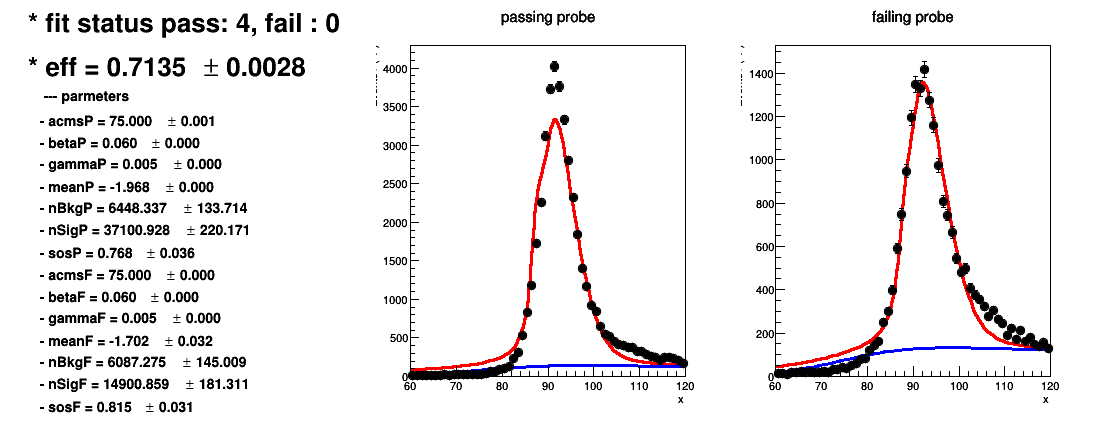 * fit status pass: 4, fail : 0
* eff = 0.7135 ± 0.0028
--- parmeters
- acmsP = 75.000 ± 0.001
- betaP = 0.060 ± 0.000
- gammaP = 0.005 ± 0.000
- meanP = -1.968 ± 0.000
- nBkgP = 6448.337 ± 133.714
- nSigP = 37100.928 ± 220.171
- sosP = 0.768 ± 0.036
- acmsF = 75.000 ± 0.000
- betaF = 0.060 ± 0.000
- gammaF = 0.005 ± 0.000
- meanF = -1.702 ± 0.032
- nBkgF = 6087.275 ± 145.009
- nSigF = 14900.859 ± 181.311
- sosF = 0.815 ± 0.031
passing probe
4000
3500
3000
2500
2000
1500
1000
500
0
60 70 80 90 100 110 120
x
failing probe
1400
1200
1000
800
600
400
200
0
60 70 80 90 100 110 120
x